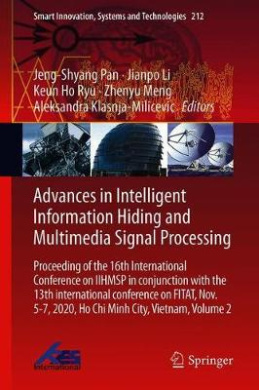 Smart Innovation, Systems and Technologies 212
Jeng-Shyang Pan · Jianpo Li
Keun Ho Ryu · Zhenyu Meng
Aleksandra Klasnja-Milicevic Editors
Advances in Intelligent
Information Hiding and
Multimedia Signal Processing
Proceeding of the 16th International
Conference on IIHMSP in conjunction with the
13th international conference on FITAT, Nov.
5-7, 2020, Ho Chi Minh City, Vietnam, Volume 2
KES
International
Springer